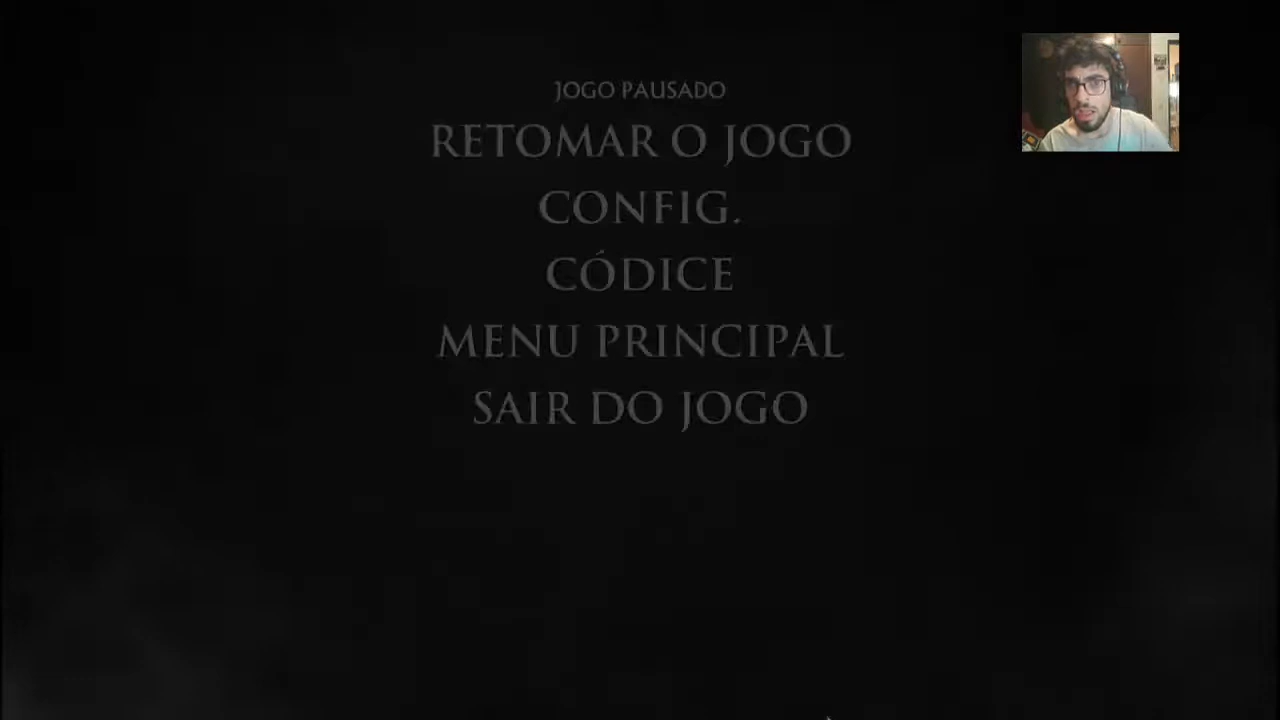 JOGO PAUSADO
RETOMAR O JOGO
CONFIG.
CÓDICE
MENU PRINCIPAL
SAIR DO JOGO